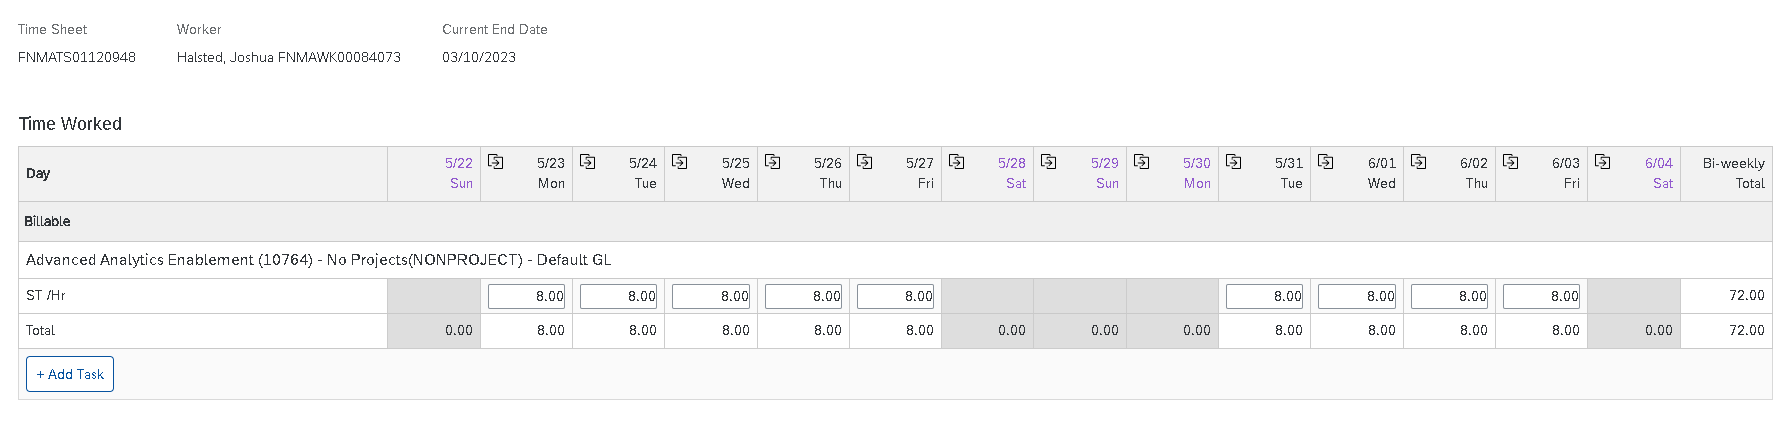 Time Sheet Worker Current End Date
FNMATS01120948 Halsted, Joshua FNMAWK00084073 03/10/2023
Time Worked
Day 5/22 Sun 5/23 Mon 5/24 Tue 5/25 Wed 5/26 Thu 5/27 Fri 5/28 Sat 5/29 Sun 5/30 Mon 5/31 Tue 6/01 Wed 6/02 Thu 6/03 Fri 6/04 Sat Bi-weekly Total
Billable
Advanced Analytics Enablement (10764) - No Projects(NONPROJECT) - Default GL
ST /Hr 8.00 8.00 8.00 8.00 8.00 8.00 8.00 8.00 8.00 72.00
Total 0.00 8.00 8.00 8.00 8.00 8.00 0.00 0.00 0.00 8.00 8.00 8.00 8.00 0.00 72.00
+ Add Task